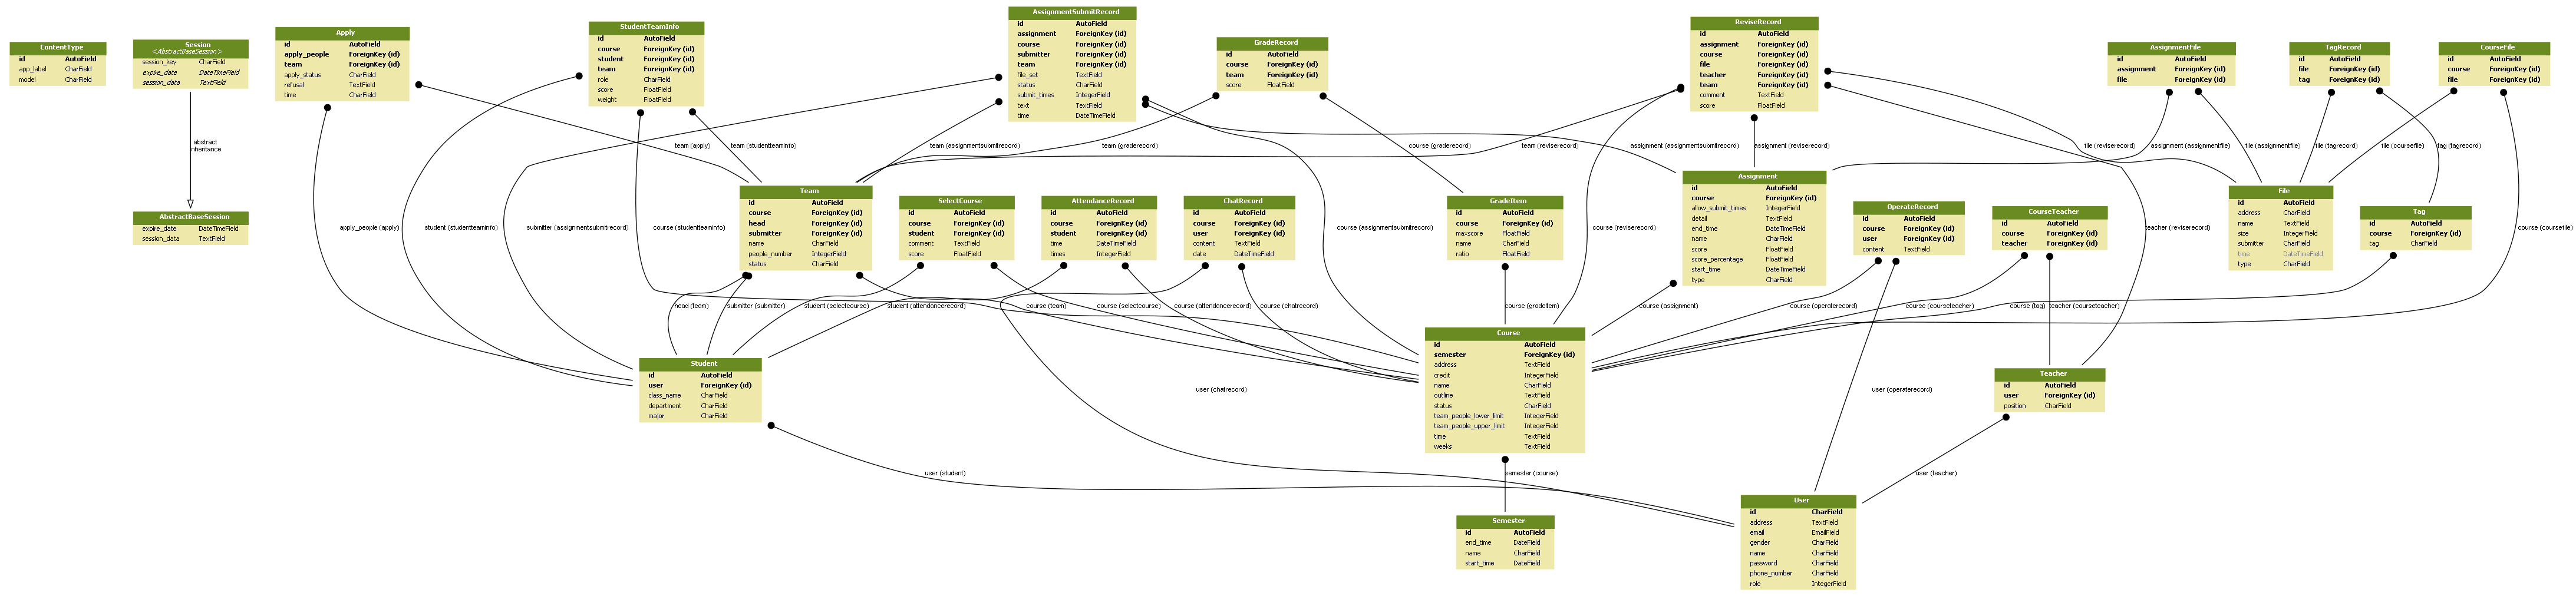 ContentType
id AutoField
app_label CharField
model CharField
Session
<AbstractBaseSession>
session_key CharField
expire_date DateTimeField
session_data TextField
abstract
inheritance
AbstractBaseSession
expire_date DateTimeField
session_data TextField
Apply
id AutoField
apply_people ForeignKey (id)
team ForeignKey (id)
apply_status CharField
refusal TextField
time CharField
StudentTeamInfo
id AutoField
course ForeignKey (id)
student ForeignKey (id)
team ForeignKey (id)
role CharField
score FloatField
weight FloatField
AssignmentSubmitRecord
id AutoField
assignment ForeignKey (id)
course ForeignKey (id)
submitter ForeignKey (id)
team ForeignKey (id)
file_set TextField
status CharField
submit_times IntegerField
text TextField
time DateTimeField
GradeRecord
id AutoField
course ForeignKey (id)
team ForeignKey (id)
score FloatField
ReviseRecord
id AutoField
assignment ForeignKey (id)
course ForeignKey (id)
file ForeignKey (id)
teacher ForeignKey (id)
team ForeignKey (id)
comment TextField
score FloatField
AssignmentFile
id AutoField
assignment ForeignKey (id)
file ForeignKey (id)
TagRecord
id AutoField
file ForeignKey (id)
tag ForeignKey (id)
CourseFile
id AutoField
course ForeignKey (id)
file ForeignKey (id)
team (apply)
team (studentteaminfo)
team (assignmentsubmitrecord)
team (graderecord)
course (graderecord)
team (reviserecord)
assignment (assignmentsubmitrecord)
assignment (reviserecord)
file (reviserecord)
assignment (assignmentfile)
file (assignmentfile)
file (tagrecord)
file (coursefile)
tag (tagrecord)
Team
id AutoField
course ForeignKey (id)
head ForeignKey (id)
submitter ForeignKey (id)
name CharField
people_number IntegerField
status CharField
SelectCourse
id AutoField
course ForeignKey (id)
student ForeignKey (id)
comment TextField
score FloatField
AttendanceRecord
id AutoField
course ForeignKey (id)
student ForeignKey (id)
time DateTimeField
times IntegerField
ChatRecord
id AutoField
course ForeignKey (id)
user ForeignKey (id)
content TextField
date DateTimeField
GradeItem
id AutoField
course ForeignKey (id)
maxscore FloatField
name CharField
ratio FloatField
Assignment
id AutoField
course ForeignKey (id)
allow_submit_times IntegerField
detail TextField
end_time DateTimeField
name CharField
score FloatField
score_percentage FloatField
start_time DateTimeField
type CharField
OperateRecord
id AutoField
course ForeignKey (id)
user ForeignKey (id)
content TextField
CourseTeacher
id AutoField
course ForeignKey (id)
teacher ForeignKey (id)
File
id AutoField
address CharField
name TextField
size IntegerField
submitter CharField
time DateTimeField
type CharField
Tag
id AutoField
course ForeignKey (id)
tag CharField
apply_people (apply)
student (studentteaminfo)
submitter (assignmentsubmitrecord)
course (studentteaminfo)
course (assignmentsubmitrecord)
course (reviserecord)
teacher (reviserecord)
course (coursefile)
head (team)
submitter (submitter)
student (selectcourse)
student (attendancerecord)
course (team)
course (selectcourse)
course (attendancerecord)
course (chatrecord)
course (gradeitem)
course (assignment)
course (operaterecord)
course (courseteacher)
course (tag)
teacher (courseteacher)
Student
id AutoField
user ForeignKey (id)
class_name CharField
department CharField
major CharField
user (chatrecord)
Course
id AutoField
semester ForeignKey (id)
address TextField
credit IntegerField
name CharField
outline TextField
status CharField
team_people_lower_limit IntegerField
team_people_upper_limit IntegerField
time TextField
weeks TextField
user (operaterecord)
Teacher
id AutoField
user ForeignKey (id)
position CharField
user (student)
semester (course)
user (teacher)
Semester
id AutoField
end_time DateField
name CharField
start_time DateField
User
id CharField
address TextField
email EmailField
gender CharField
name CharField
password CharField
phone_number CharField
role IntegerField